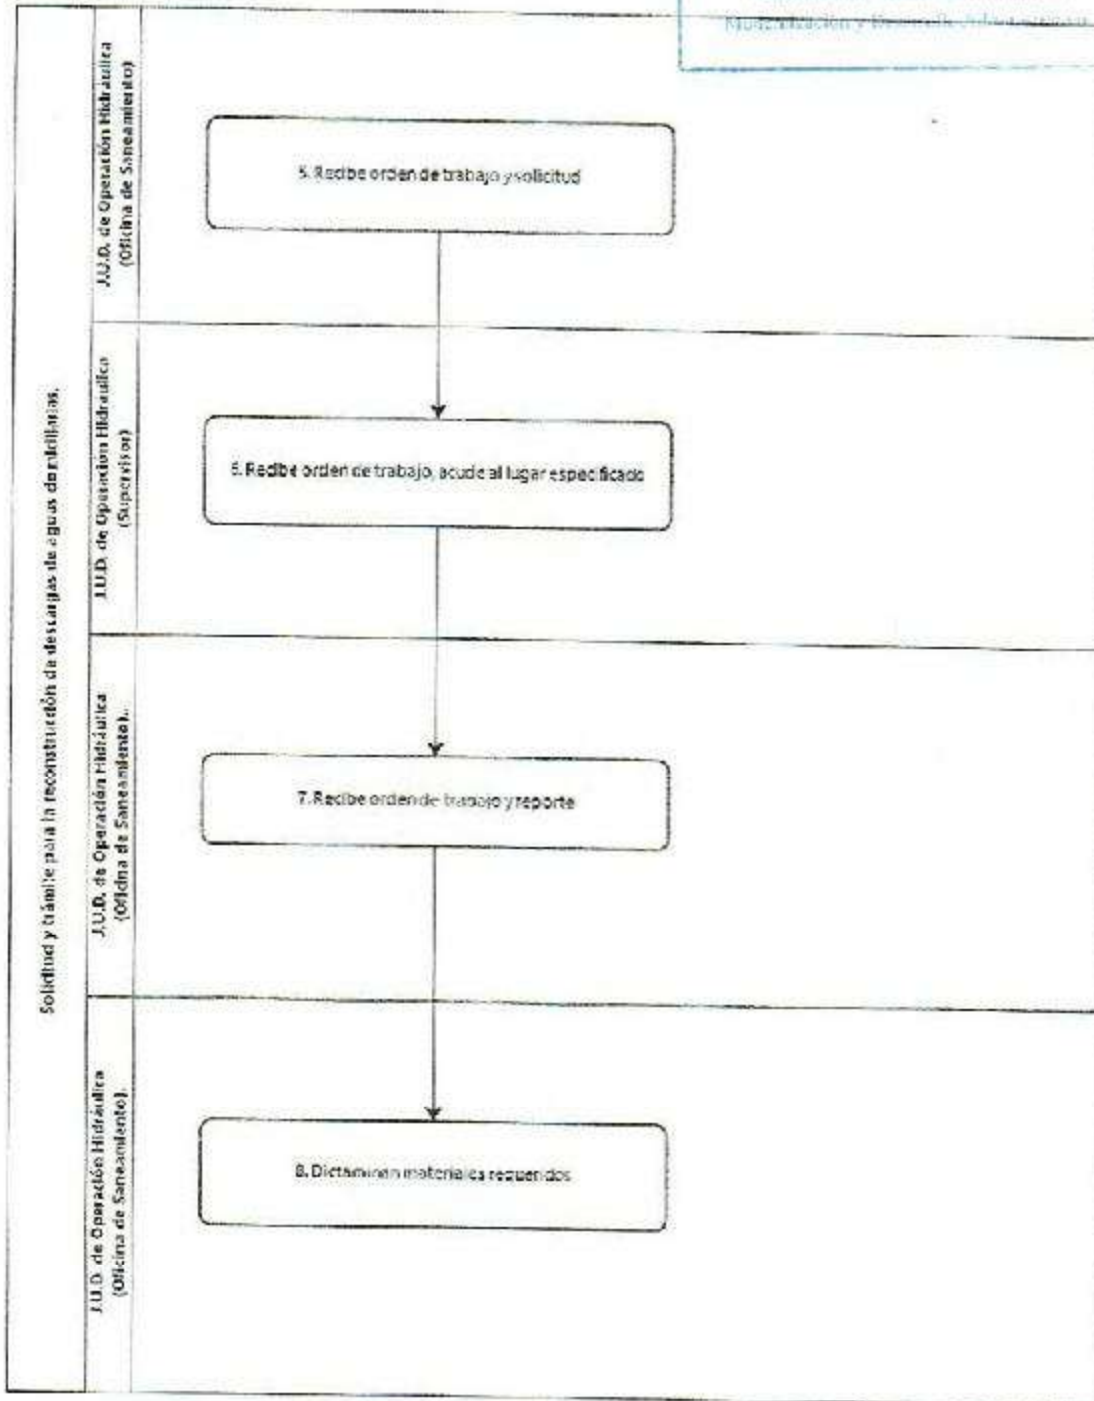 Modernización y Desarrollo Administrativo
Solicitud y trámite para la reconstrucción de descargas de aguas domiciliarias.
J.U.D. de Operación Hidráulica
(Oficina de Saneamiento)
5. Recibe orden de trabajo y solicitud
J.U.D. de Operación Hidráulica
(Supervisor)
6. Recibe orden de trabajo, acude al lugar especificado
J.U.D. de Operación Hidráulica
(Oficina de Saneamiento)..
7. Recibe orden de trabajo y reporte
J.U.D. de Operación Hidráulica
(Oficina de Saneamiento).
8. Dictaminan materiales requeridos